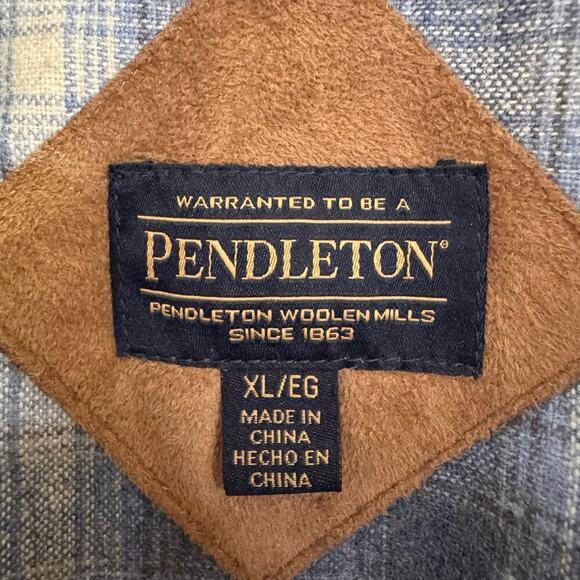 WARRANTED TO BE A
PENDLETON®
PENDLETON WOOLEN MILLS
SINCE 1863
XL/EG
MADE IN
CHINA
HECHO EN
CHINA